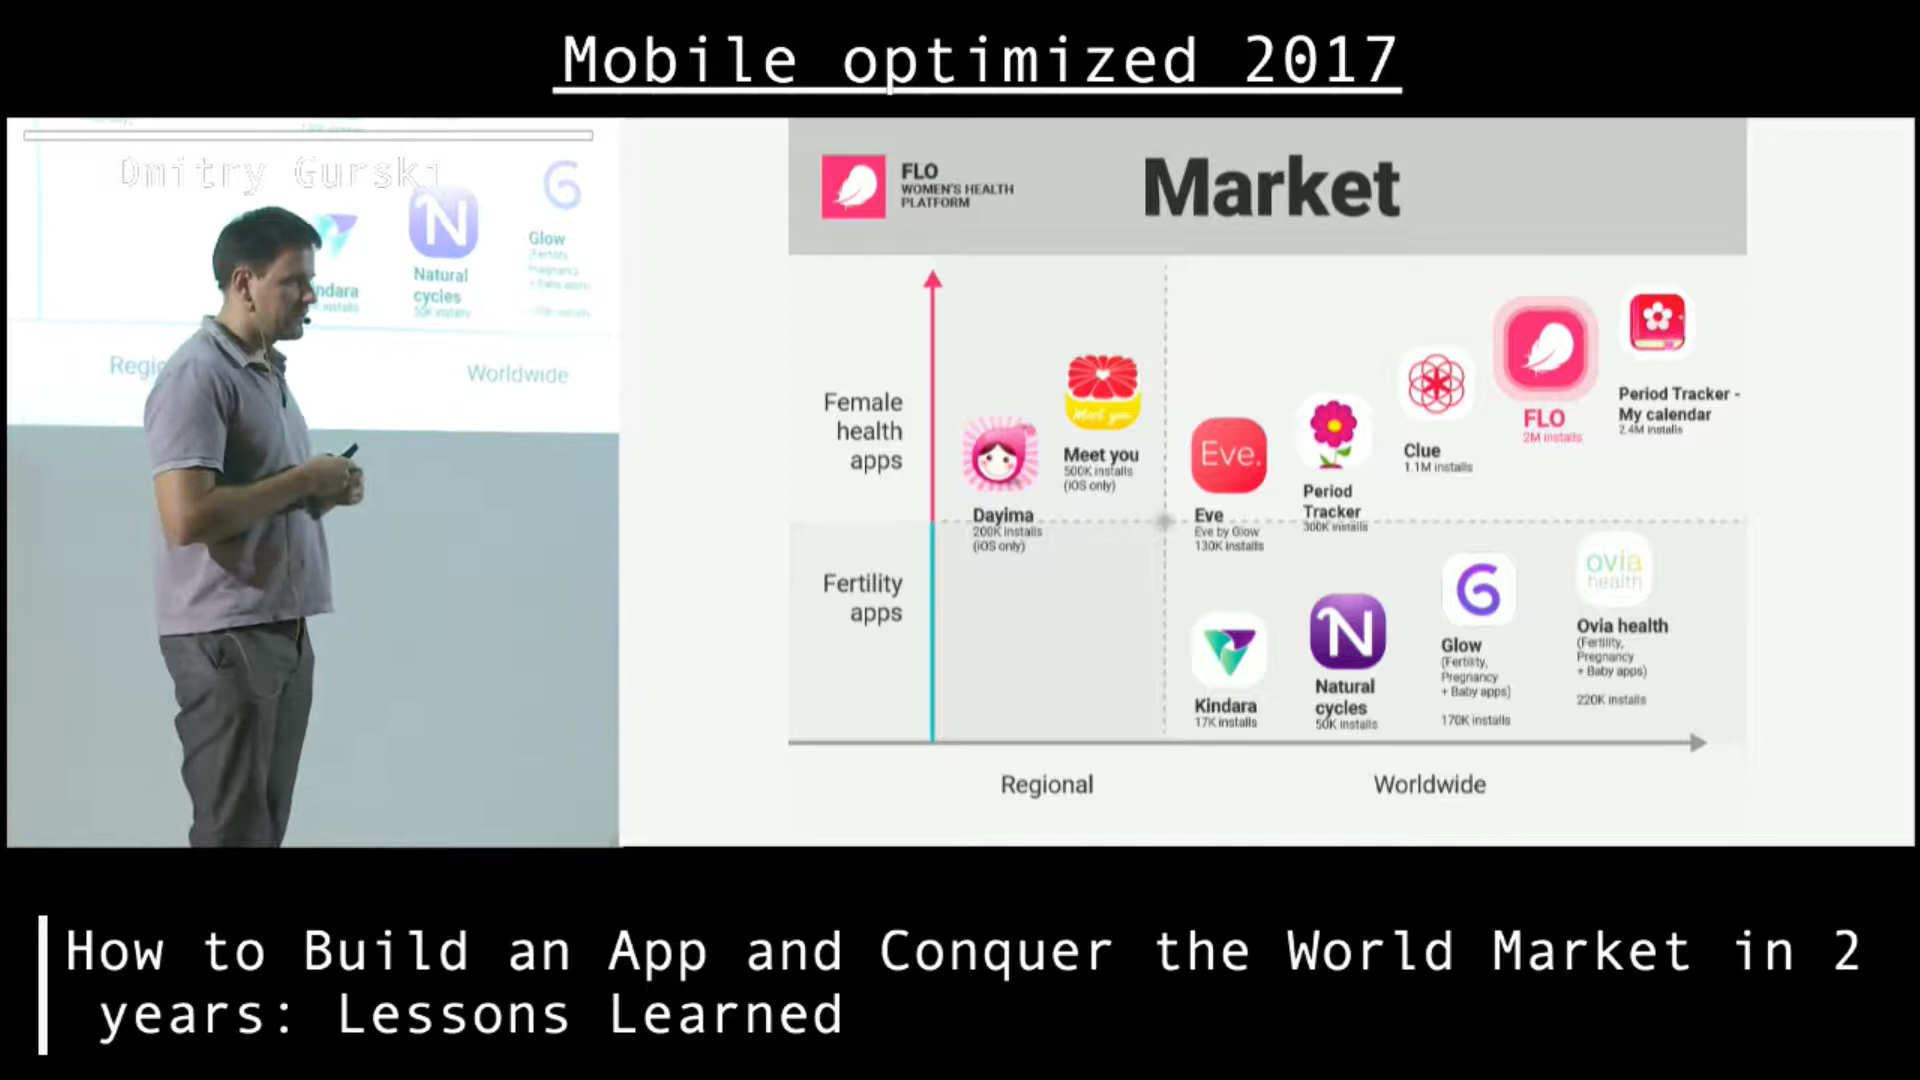 Mobile optimized 2017
Dmitry Gurski
Natural
cycles
50K installs
Glow
Worldwide
FLO
WOMEN'S HEALTH
PLATFORM
Market
Female
health
apps
Fertility
apps
Dayima
200K installs
(iOS only)
Meet you
Meet you
500K installs
(iOS only)
Eve.
Eve
Eve by Glow
130K installs
Period
Tracker
300K installs
Clue
1.1M installs
FLO
2M installs
Period Tracker -
My calendar
2.4M installs
Kindara
17K installs
N
Natural
cycles
50K installs
Glow
(Fertility,
Pregnancy
+ Baby apps)
170K installs
ovia
health
Ovia health
(Fertility,
Pregnancy
+ Baby apps)
220K installs
Regional
Worldwide
How to Build an App and Conquer the World Market in 2
years: Lessons Learned